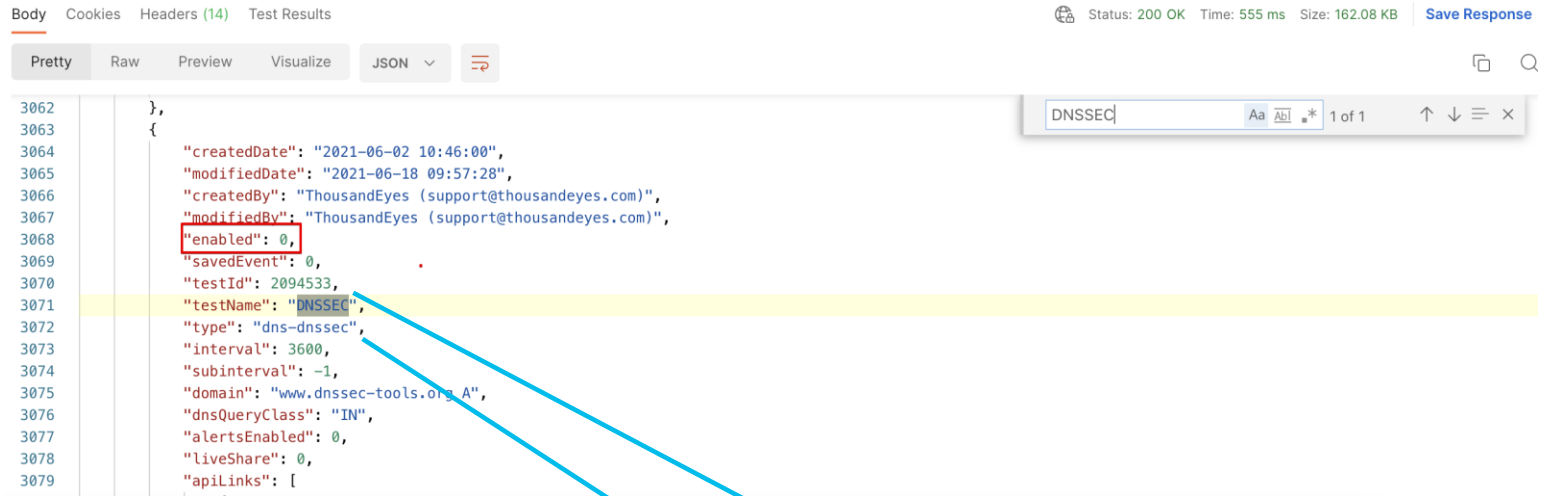 Body Cookies Headers (14) Test Results Status: 200 OK Time: 555 ms Size: 162.08 KB Save Response
Pretty Raw Preview Visualize JSON
DNSSEC Aa Abl .* 1 of 1
3062 },
3063 {
3064 "createdDate": "2021-06-02 10:46:00",
3065 "modifiedDate": "2021-06-18 09:57:28",
3066 "createdBy": "ThousandEyes (support@thousandeyes.com)",
3067 "modifiedBy": "ThousandEyes (support@thousandeyes.com)",
3068 "enabled": 0,
3069 "savedEvent": 0,
3070 "testId": 2094533,
3071 "testName": "DNSSEC",
3072 "type": "dns-dnssec",
3073 "interval": 3600,
3074 "subinterval": -1,
3075 "domain": "www.dnssec-tools.org A",
3076 "dnsQueryClass": "IN",
3077 "alertsEnabled": 0,
3078 "liveShare": 0,
3079 "apiLinks": [